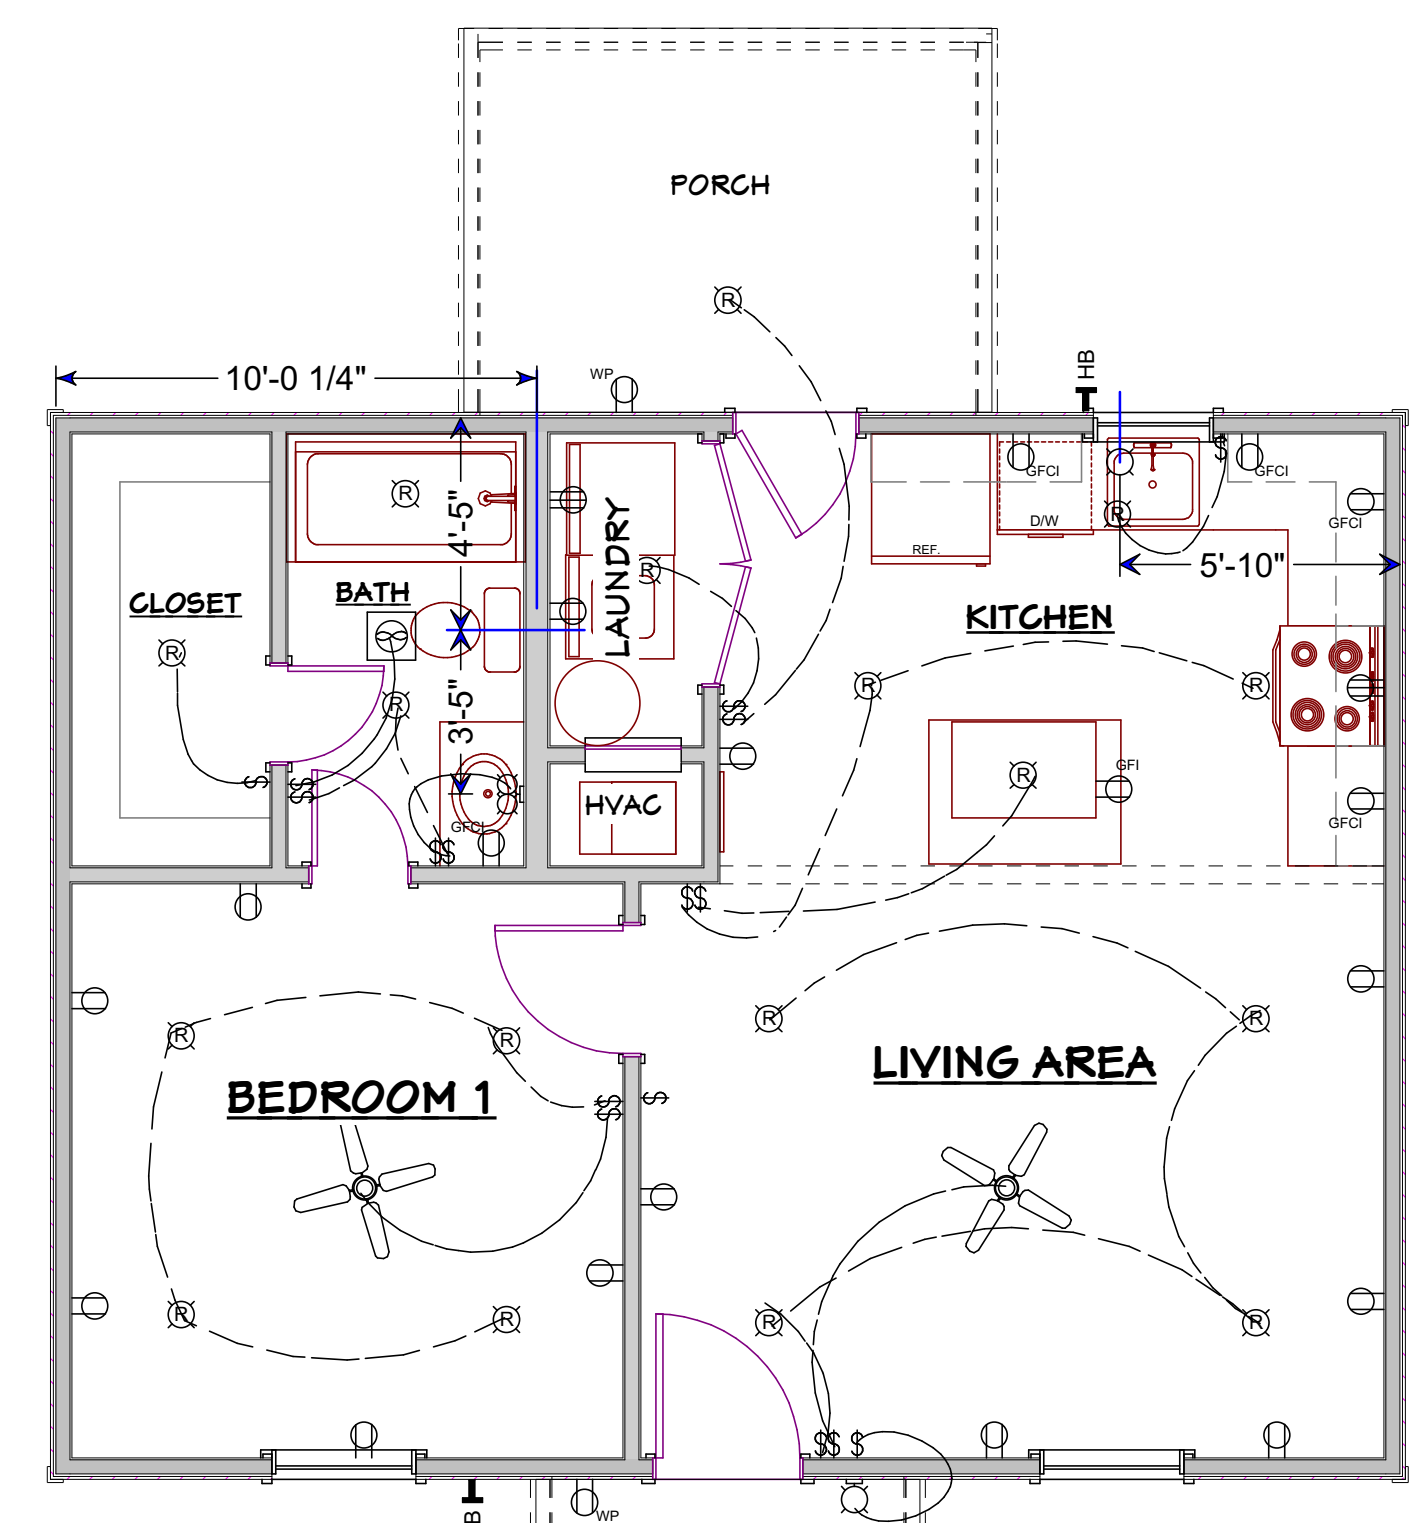 PORCH
R
HB
10'-0 1/4"
WP
$
GFCI
GFCI
R
4'-5"
LAUNDRY
GFCI
R
D/W
REF.
5'-10"
R
BATH
CLOSET
KITCHEN
R
R
R
R
3'-5"
$$
GFI
R
$
$$
HVAC
GFCI
GFCI
$$
$$
R
R
R
R
LIVING AREA
BEDROOM 1
$$
$
R
R
R
R
$$ $
WP
B